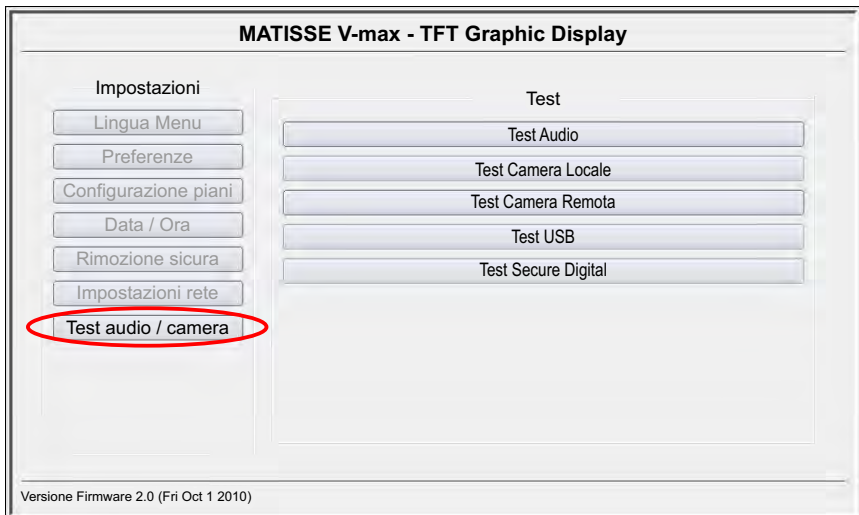 MATISSE V-max - TFT Graphic Display
Impostazioni
Lingua Menu
Preferenze
Configurazione piani
Data / Ora
Rimozione sicura
Impostazioni rete
Test audio / camera
Test
Test Audio
Test Camera Locale
Test Camera Remota
Test USB
Test Secure Digital
Versione Firmware 2.0 (Fri Oct 1 2010)